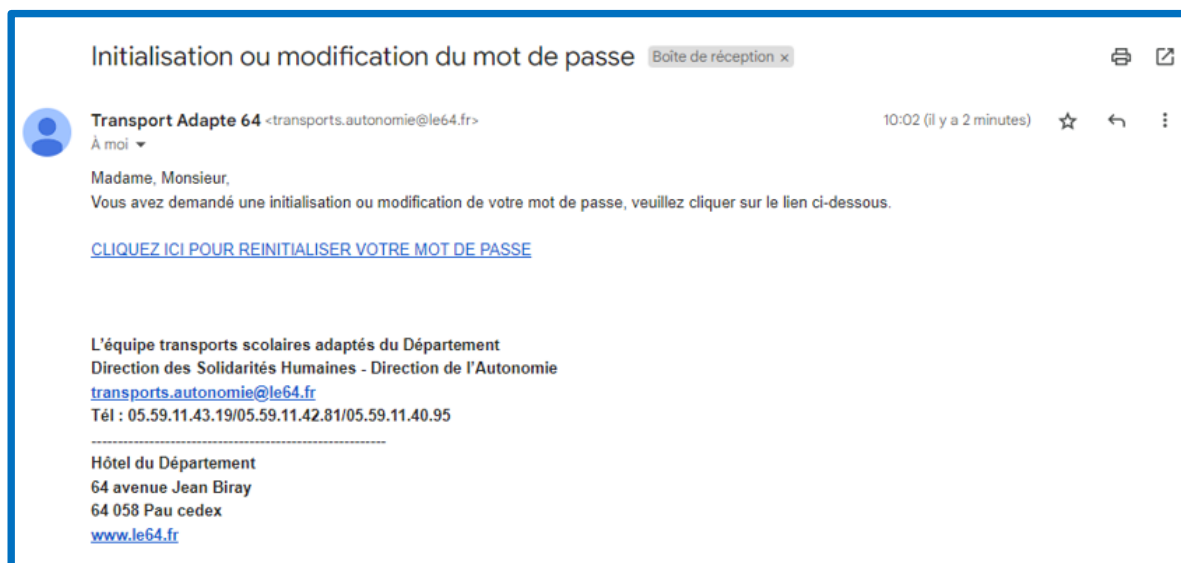 Initialisation ou modification du mot de passe Boîte de réception ×
Transport Adapte 64 <transports.autonomie@le64.fr> 10:02 (il y a 2 minutes)
À moi
Madame, Monsieur,
Vous avez demandé une initialisation ou modification de votre mot de passe, veuillez cliquer sur le lien ci-dessous.
CLIQUEZ ICI POUR REINITIALISER VOTRE MOT DE PASSE
L'équipe transports scolaires adaptés du Département
Direction des Solidarités Humaines - Direction de l'Autonomie
transports.autonomie@le64.fr
Tél : 05.59.11.43.19/05.59.11.42.81/05.59.11.40.95
--------------------------------------------------------
Hôtel du Département
64 avenue Jean Biray
64 058 Pau cedex
www.le64.fr